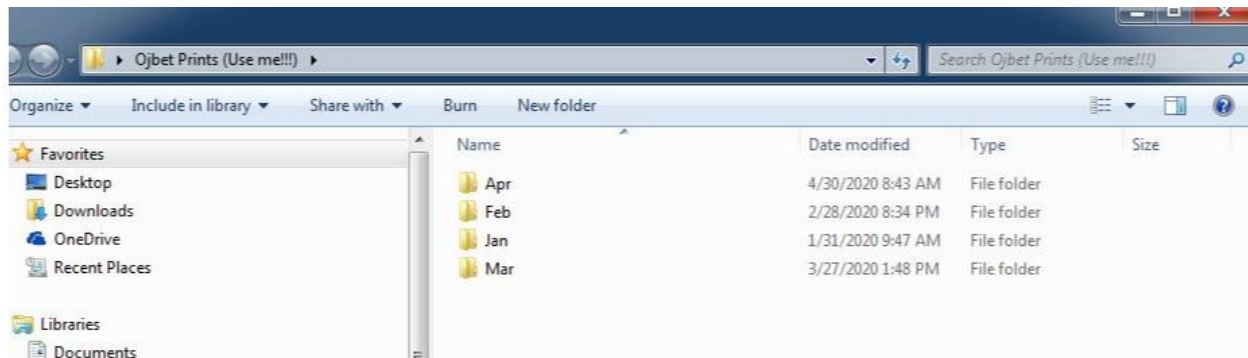 Ojbet Prints (Use me!!!)
Search Ojbet Prints (Use me!!!)
Organize Include in library Share with Burn New folder
Favorites
Desktop
Downloads
OneDrive
Recent Places
Libraries
Documents
Name Date modified Type Size
Apr 4/30/2020 8:43 AM File folder
Feb 2/28/2020 8:34 PM File folder
Jan 1/31/2020 9:47 AM File folder
Mar 3/27/2020 1:48 PM File folder